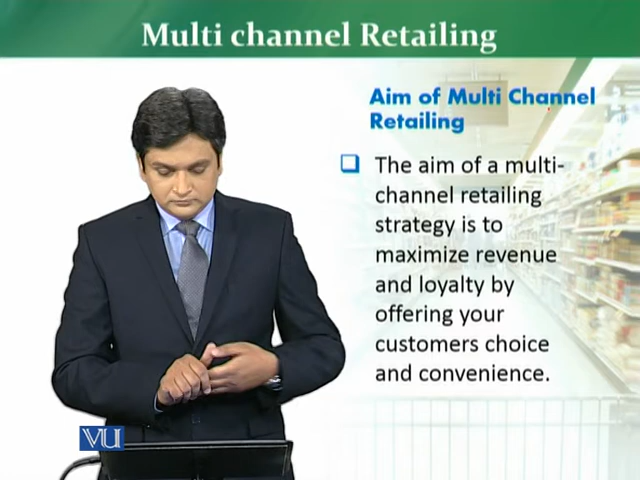 Multi channel Retailing
Aim of Multi Channel
Retailing
The aim of a multi-
channel retailing
strategy is to
maximize revenue
and loyalty by
offering your
customers choice
and convenience.
VU